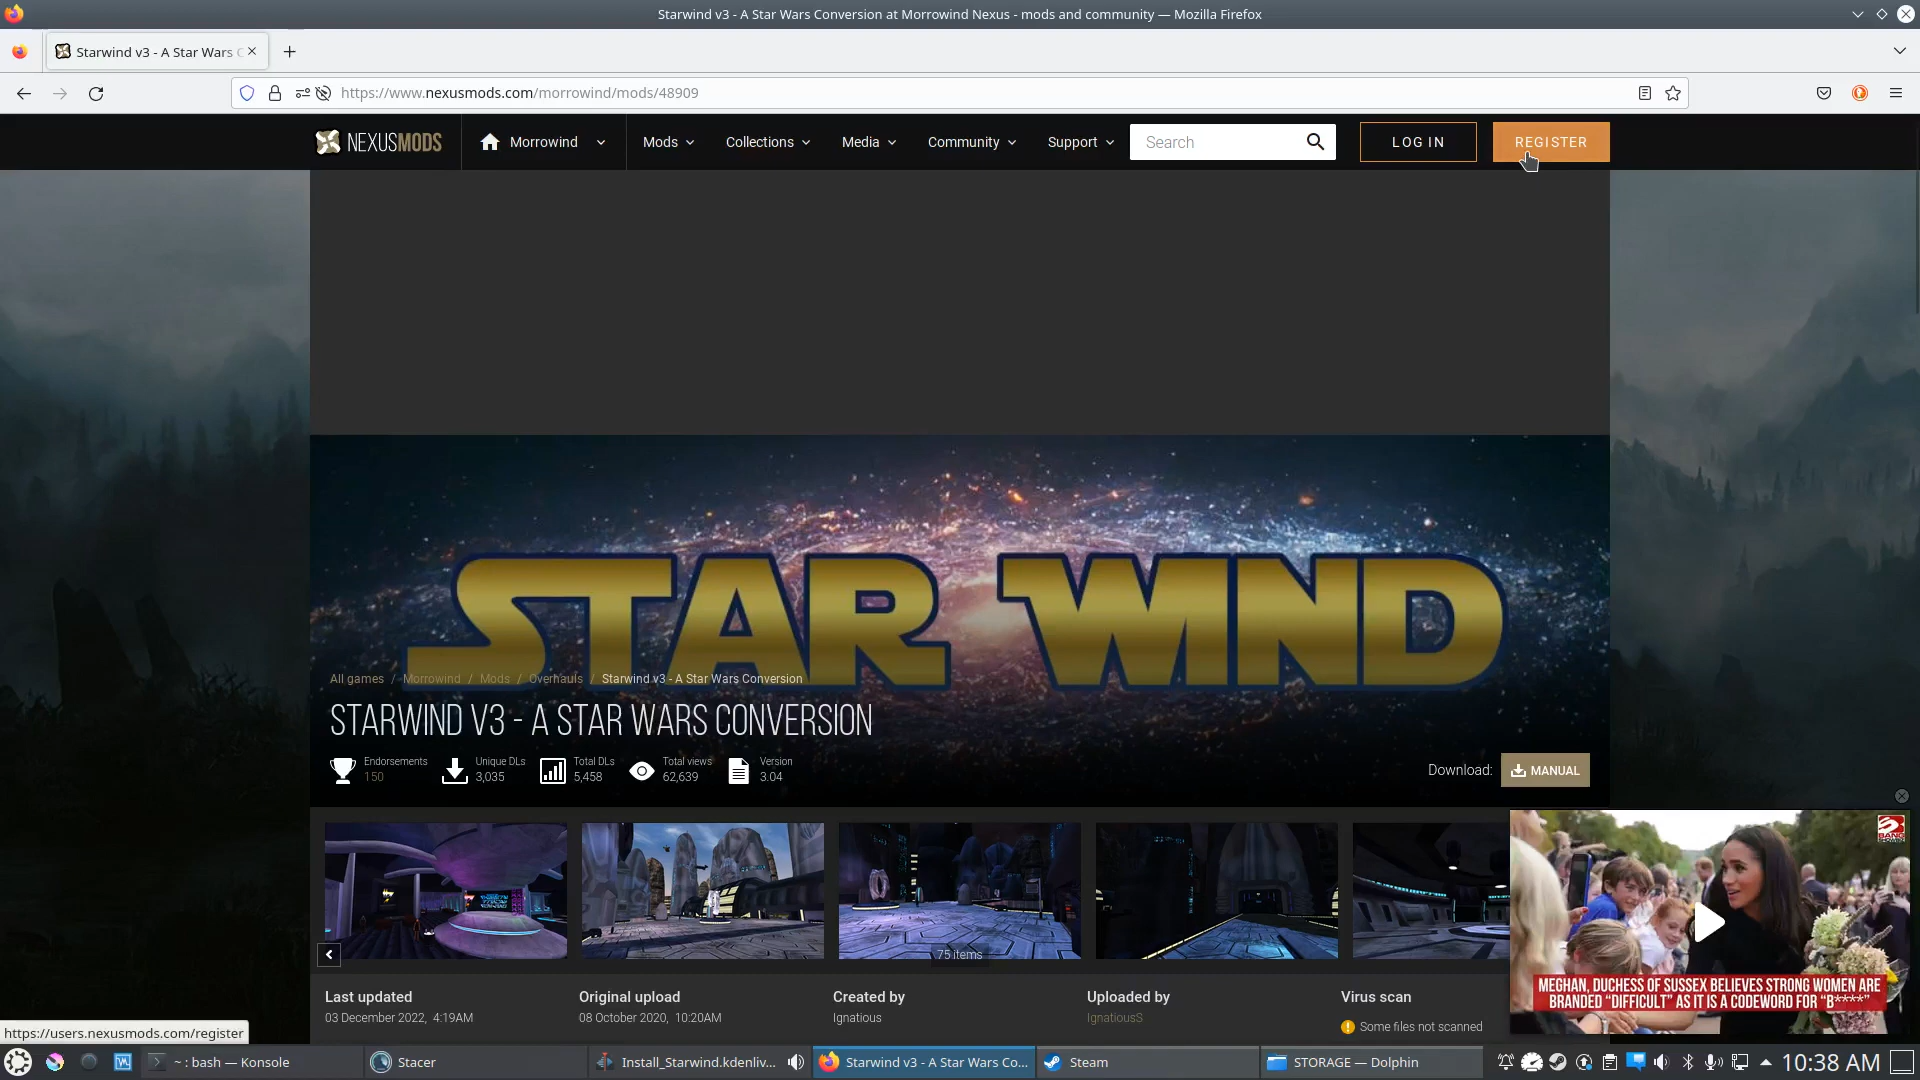 Starwind v3 - A Star Wars Conversion at Morrowind Nexus - mods and community — Mozilla Firefox
Starwind v3 - A Star Wars C
https://www.nexusmods.com/morrowind/mods/48909
NEXUSMODS
Morrowind
Mods
Collections
Media
Community
Support
Search
LOG IN
REGISTER
STAR WIND
All games / Morrowind / Mods / Overhauls / Starwind v3 - A Star Wars Conversion
STARWIND V3 - A STAR WARS CONVERSION
Endorsements
150
Unique DLs
3,035
Total DLs
5,458
Total views
62,639
Version
3.04
Download:
MANUAL
75 items
BANG
MEGHAN, DUCHESS OF SUSSEX BELIEVES STRONG WOMEN ARE
BRANDED "DIFFICULT" AS IT IS A CODEWORD FOR "B****"
Last updated
03 December 2022, 4:19AM
Original upload
08 October 2020, 10:20AM
Created by
Ignatious
Uploaded by
IgnatiousS
Virus scan
Some files not scanned
https://users.nexusmods.com/register
~ : bash — Konsole
Stacer
Install_Starwind.kdenliv...
Starwind v3 - A Star Wars Co...
Steam
STORAGE — Dolphin
10:38 AM